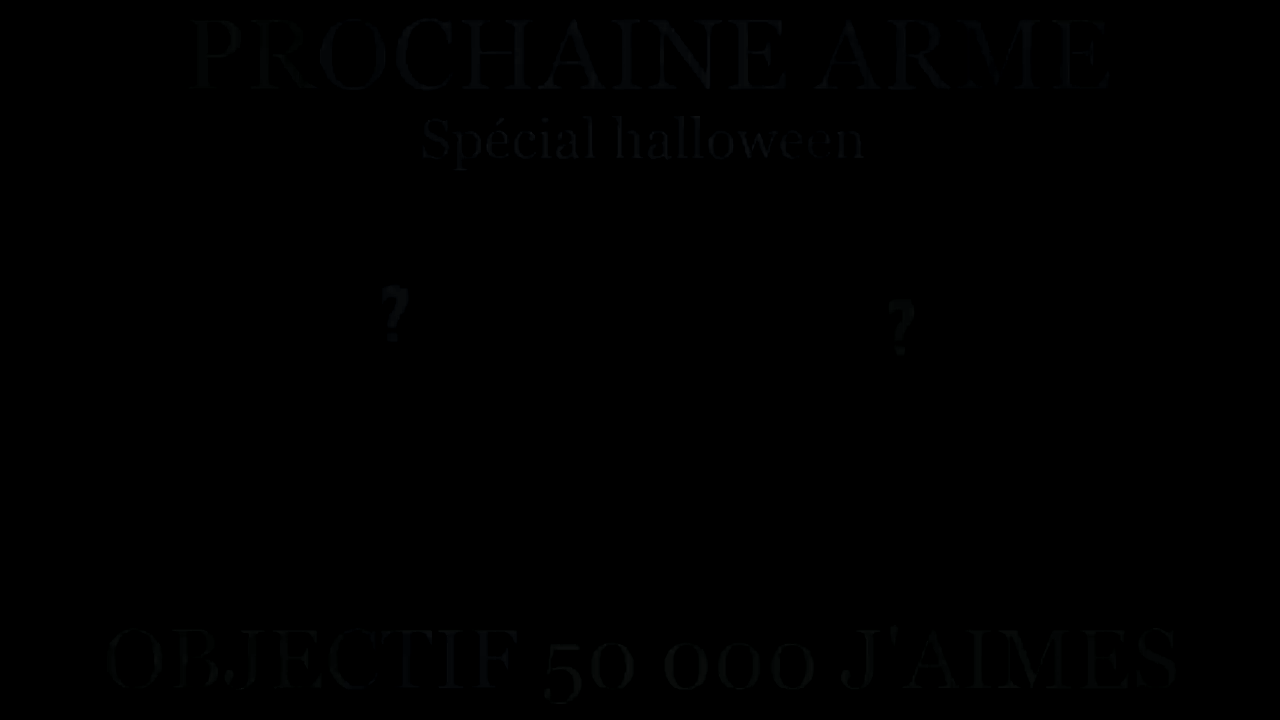 PROCHAINE ARME
Spécial halloween
? ?
OBJECTIF 50 000 J'AIMES